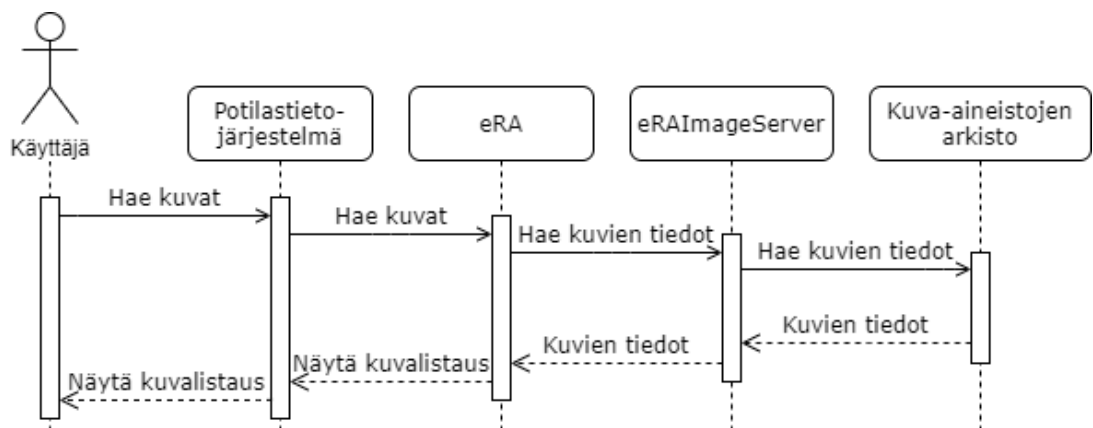 Käyttäjä
Potilastieto-
järjestelmä
eRA
eRAImageServer
Kuva-aineistojen
arkisto
Hae kuvat
Hae kuvat
Hae kuvien tiedot
Hae kuvien tiedot
Kuvien tiedot
Kuvien tiedot
Näytä kuvalistaus
Näytä kuvalistaus